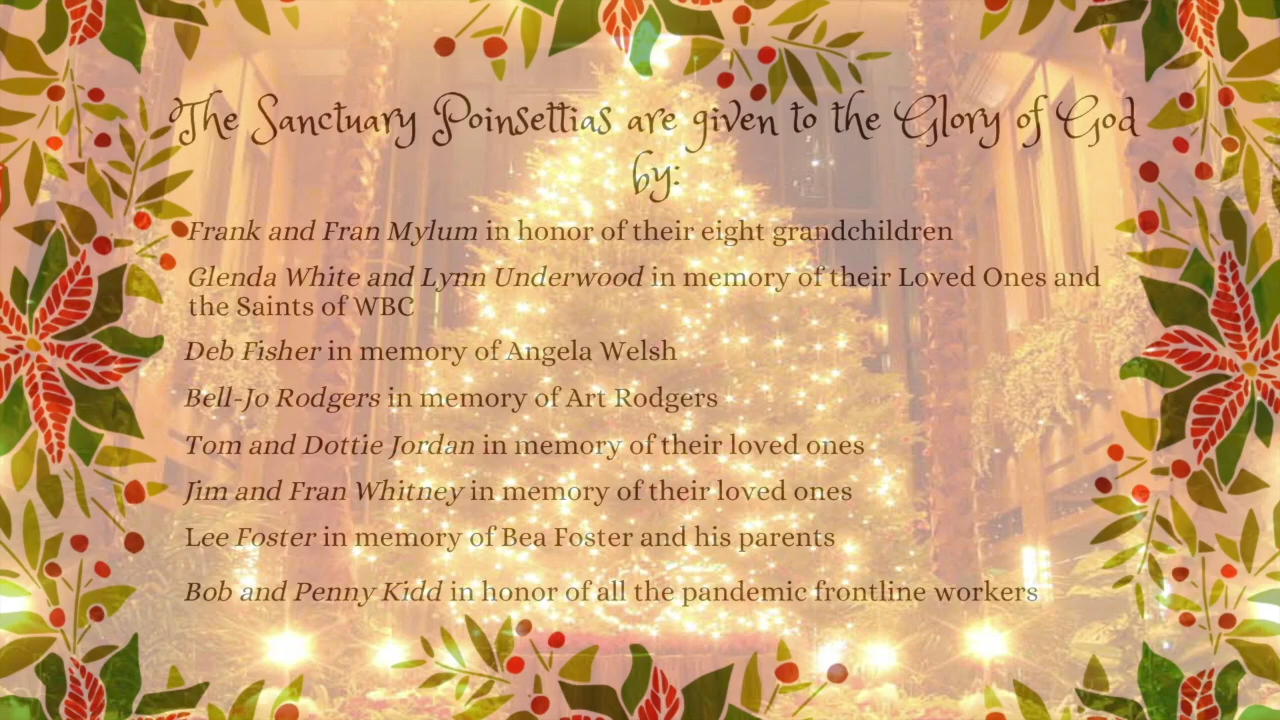 The Sanctuary Poinsettias are given to the Glory of God
by:
Frank and Fran Mylum in honor of their eight grandchildren
Glenda White and Lynn Underwood in memory of their Loved Ones and
the Saints of WBC
Deb Fisher in memory of Angela Welsh
Bell-Jo Rodgers in memory of Art Rodgers
Tom and Dottie Jordan in memory of their loved ones
Jim and Fran Whitney in memory of their loved ones
Lee Foster in memory of Bea Foster and his parents
Bob and Penny Kidd in honor of all the pandemic frontline workers